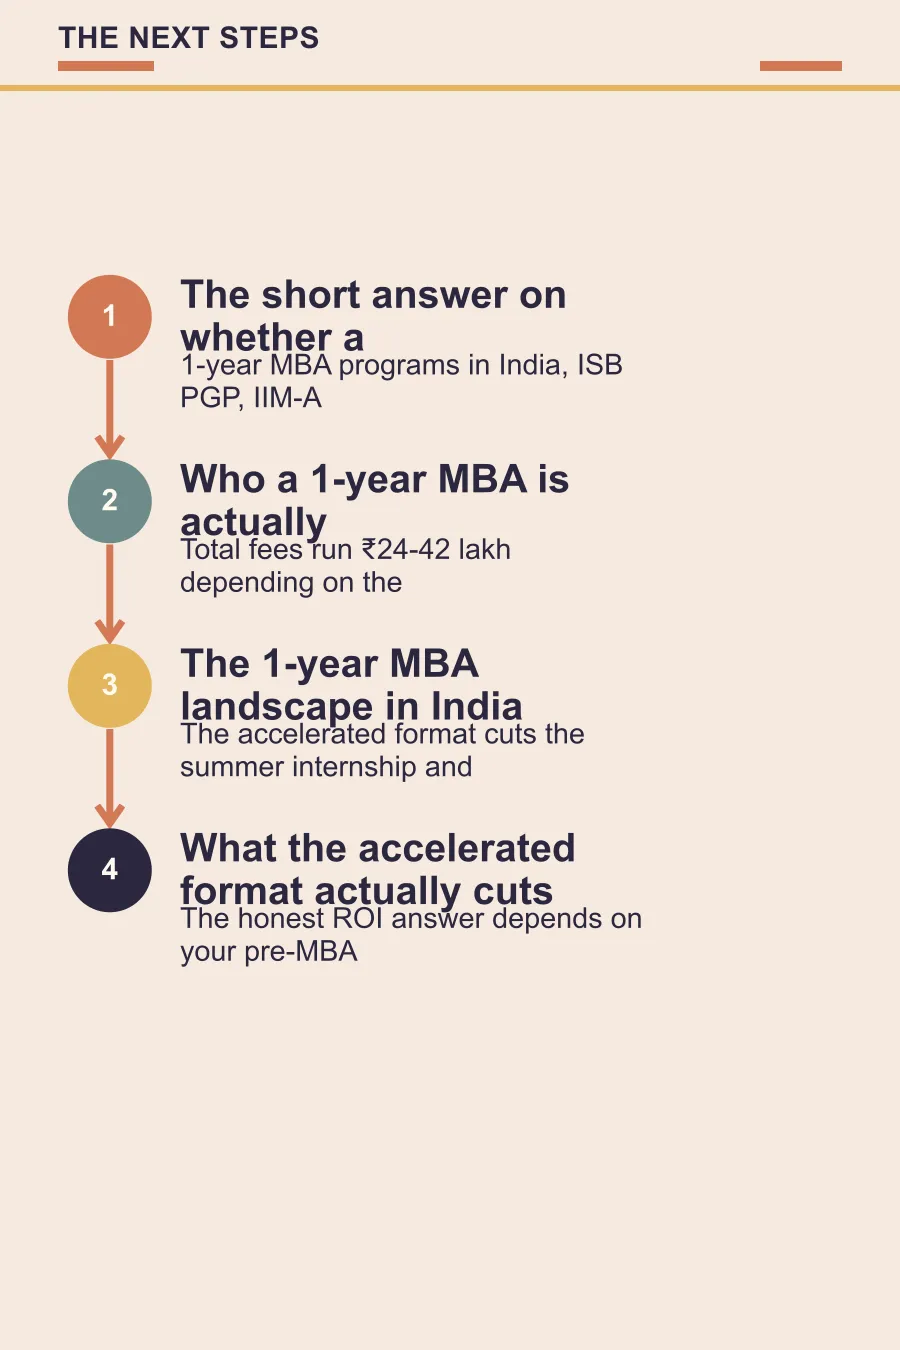 THE NEXT STEPS
1
The short answer on
whether a
1-year MBA programs in India, ISB
PGP, IIM-A
2
Who a 1-year MBA is
actually
Total fees run ₹24-42 lakh
depending on the
3
The 1-year MBA
landscape in India
The accelerated format cuts the
summer internship and
4
What the accelerated
format actually cuts
The honest ROI answer depends on
your pre-MBA